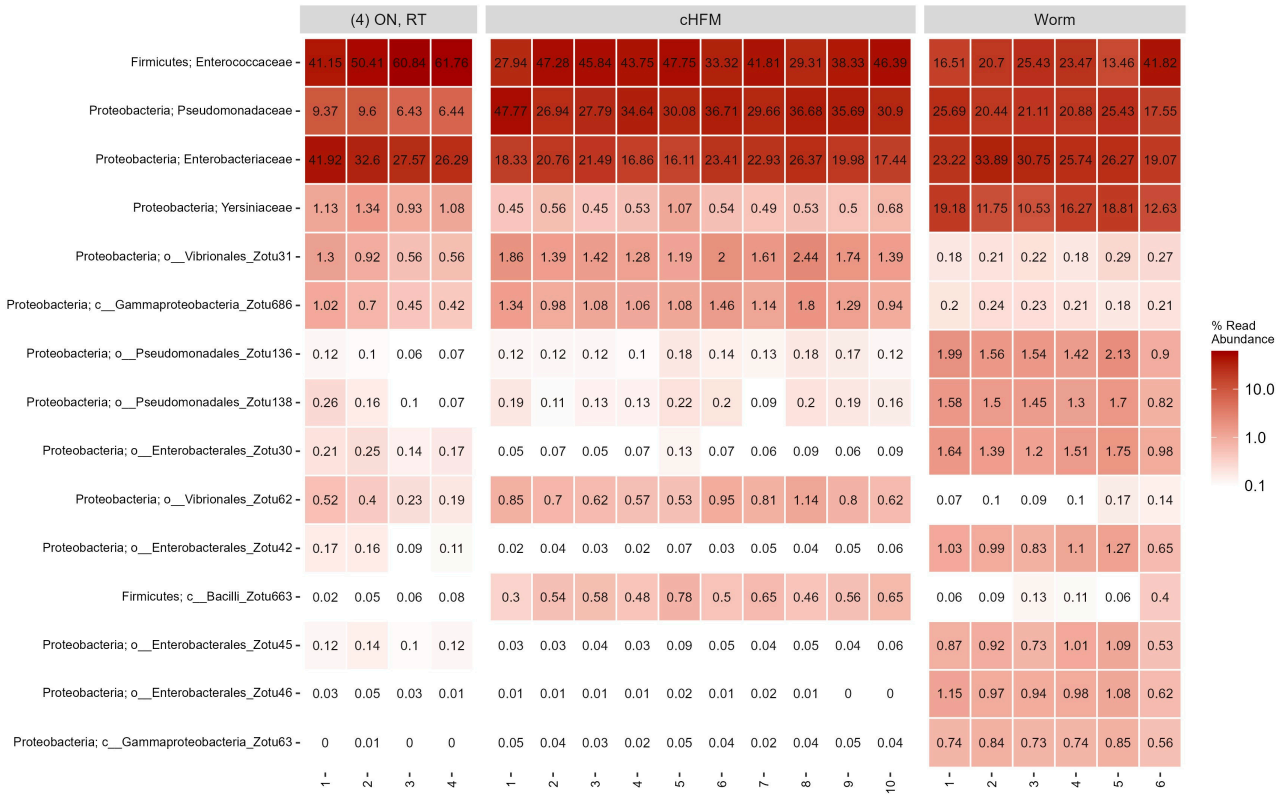 (4) ON, RT cHFM Worm
Firmicutes; Enterococcaceae 41.15 50.41 60.84 61.76 27.94 47.28 45.84 43.75 47.75 33.32 41.81 29.31 38.33 46.39 16.51 20.7 25.43 23.47 13.46 41.82
Proteobacteria; Pseudomonadaceae 9.37 9.6 6.43 6.44 47.77 26.94 27.79 34.64 30.08 36.71 29.66 36.68 35.69 30.9 25.69 20.44 21.11 20.88 25.43 17.55
Proteobacteria; Enterobacteriaceae 41.92 32.6 27.57 26.29 18.33 20.76 21.49 16.86 16.11 23.41 22.93 26.37 19.98 17.44 23.22 33.89 30.75 25.74 26.27 19.07
Proteobacteria; Yersiniaceae 1.13 1.34 0.93 1.08 0.45 0.56 0.45 0.53 1.07 0.54 0.49 0.53 0.5 0.68 19.18 11.75 10.53 16.27 18.81 12.63
Proteobacteria; o__Vibrionales_Zotu31 1.3 0.92 0.56 0.56 1.86 1.39 1.42 1.28 1.19 2 1.61 2.44 1.74 1.39 0.18 0.21 0.22 0.18 0.29 0.27
Proteobacteria; c__Gammaproteobacteria_Zotu686 1.02 0.7 0.45 0.42 1.34 0.98 1.08 1.06 1.08 1.46 1.14 1.8 1.29 0.94 0.2 0.24 0.23 0.21 0.18 0.21
Proteobacteria; o__Pseudomonadales_Zotu136 0.12 0.1 0.06 0.07 0.12 0.12 0.12 0.1 0.18 0.14 0.13 0.18 0.17 0.12 1.99 1.56 1.54 1.42 2.13 0.9
Proteobacteria; o__Pseudomonadales_Zotu138 0.26 0.16 0.1 0.07 0.19 0.11 0.13 0.13 0.22 0.2 0.09 0.2 0.19 0.16 1.58 1.5 1.45 1.3 1.7 0.82
Proteobacteria; o__Enterobacterales_Zotu30 0.21 0.25 0.14 0.17 0.05 0.07 0.05 0.07 0.13 0.07 0.06 0.09 0.06 0.09 1.64 1.39 1.2 1.51 1.75 0.98
Proteobacteria; o__Vibrionales_Zotu62 0.52 0.4 0.23 0.19 0.85 0.7 0.62 0.57 0.53 0.95 0.81 1.14 0.8 0.62 0.07 0.1 0.09 0.1 0.17 0.14
Proteobacteria; o__Enterobacterales_Zotu42 0.17 0.16 0.09 0.11 0.02 0.04 0.03 0.02 0.07 0.03 0.05 0.04 0.05 0.06 1.03 0.99 0.83 1.1 1.27 0.65
Firmicutes; c__Bacilli_Zotu663 0.02 0.05 0.06 0.08 0.3 0.54 0.58 0.48 0.78 0.5 0.65 0.46 0.56 0.65 0.06 0.09 0.13 0.11 0.06 0.4
Proteobacteria; o__Enterobacterales_Zotu45 0.12 0.14 0.1 0.12 0.03 0.03 0.04 0.03 0.09 0.05 0.04 0.05 0.04 0.06 0.87 0.92 0.73 1.01 1.09 0.53
Proteobacteria; o__Enterobacterales_Zotu46 0.03 0.05 0.03 0.01 0.01 0.01 0.01 0.01 0.02 0.01 0.02 0.01 0 0 1.15 0.97 0.94 0.98 1.08 0.62
Proteobacteria; c__Gammaproteobacteria_Zotu63 0 0.01 0 0 0.05 0.04 0.03 0.02 0.05 0.04 0.02 0.04 0.05 0.04 0.74 0.84 0.73 0.74 0.85 0.56
1 2 3 4 1 2 3 4 5 6 7 8 9 10 1 2 3 4 5 6
% Read
Abundance
10.0
1.0
0.1